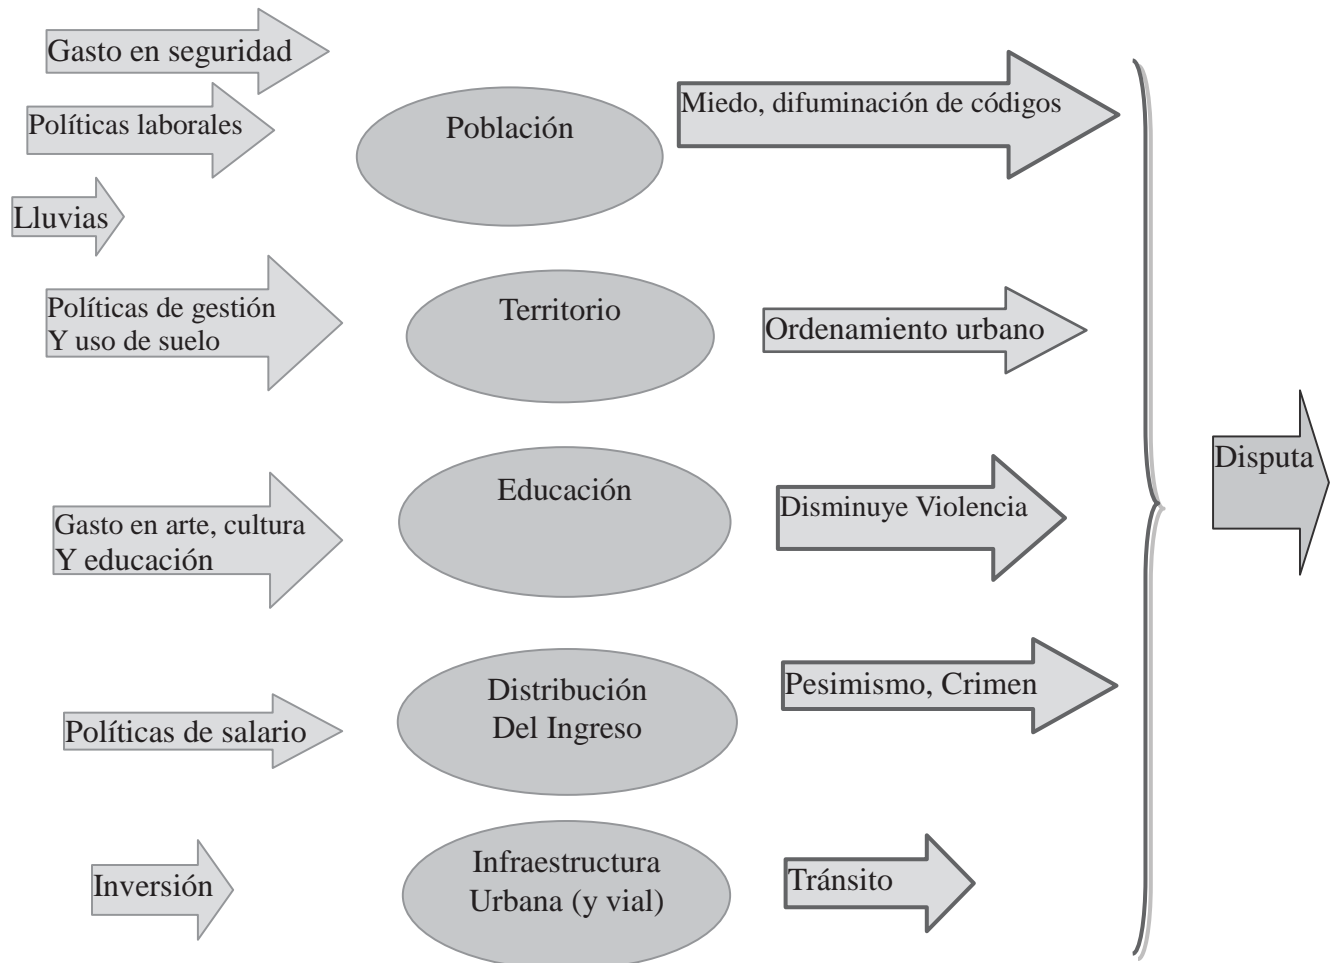 Gasto en seguridad
Políticas laborales
Lluvias
Población
Miedo, difuminación de códigos
Políticas de gestión
Y uso de suelo
Territorio
Ordenamiento urbano
Gasto en arte, cultura
Y educación
Educación
Disminuye Violencia
Políticas de salario
Distribución
Del Ingreso
Pesimismo, Crimen
Inversión
Infraestructura
Urbana (y vial)
Tránsito
Disputa